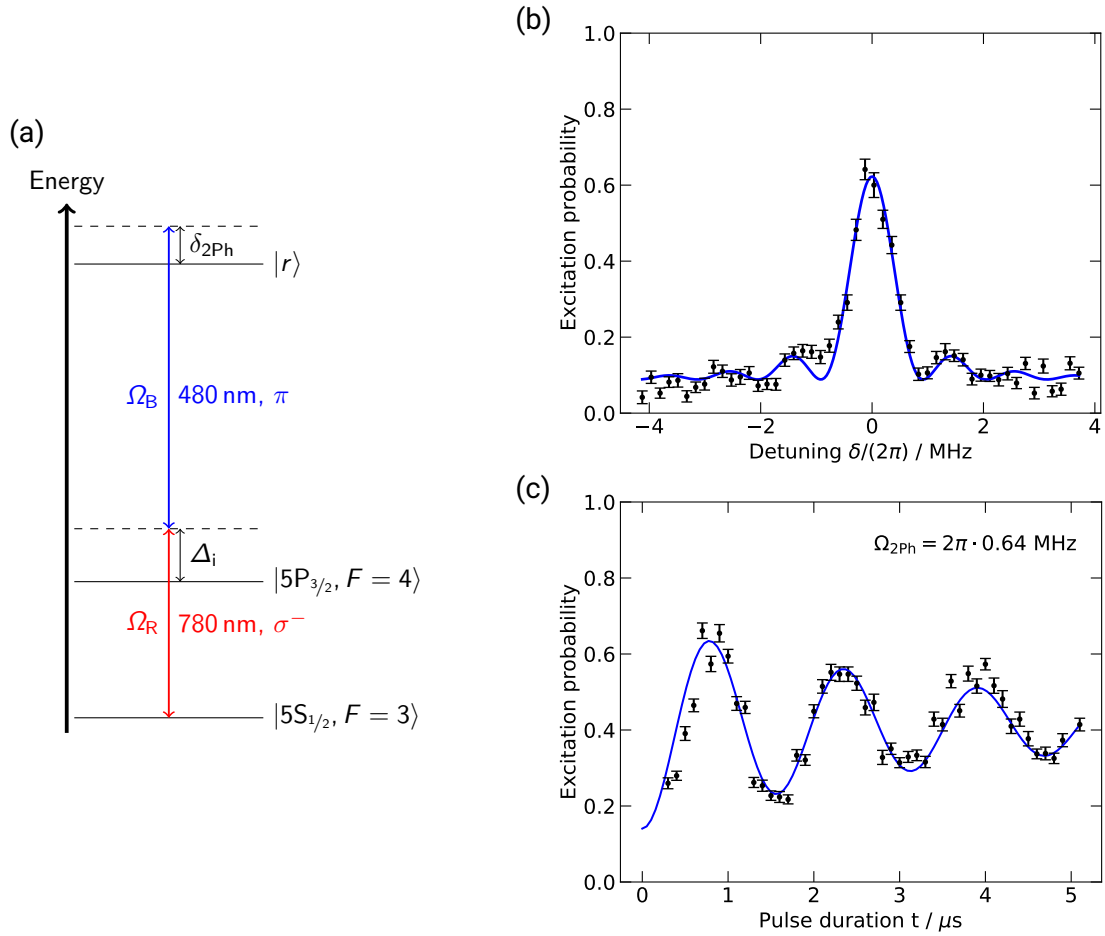 (a)
Energy
δ2Ph
|r⟩
ΩB 480 nm, π
Δi
|5P3/2, F = 4⟩
ΩR 780 nm, σ−
|5S1/2, F = 3⟩
(b)
Excitation probability
1.0
0.8
0.6
0.4
0.2
0.0
−4 −2 0 2 4
Detuning δ/(2π) / MHz
(c)
Excitation probability
1.0
0.8
0.6
0.4
0.2
0.0
Ω2Ph = 2π · 0.64 MHz
0 1 2 3 4 5
Pulse duration t / μs